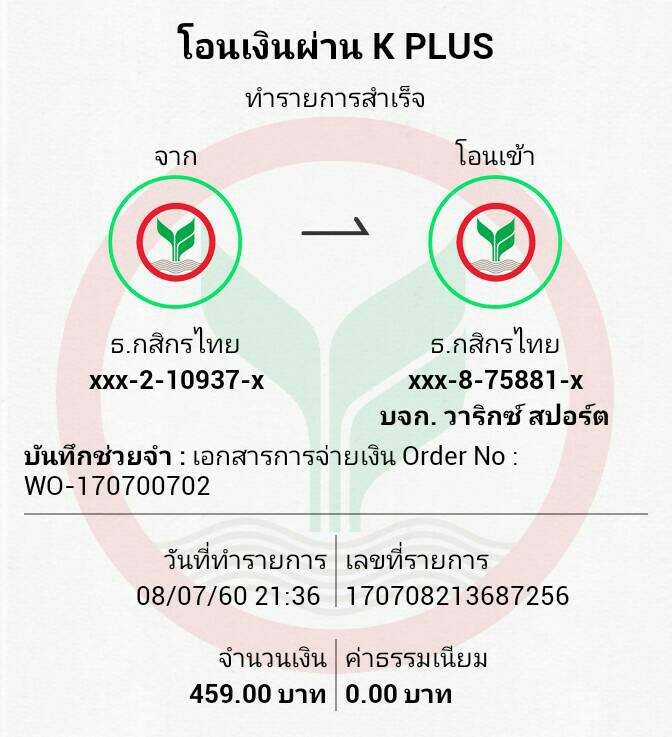 โอนเงินผ่าน K PLUS
ทำรายการสำเร็จ
จาก
โอนเข้า
ธ.กสิกรไทย
xxx-2-10937-x
ธ.กสิกรไทย
xxx-8-75881-x
บจก. วาริกซ์ สปอร์ต
บันทึกช่วยจำ : เอกสารการจ่ายเงิน Order No :
WO-170700702
วันที่ทำรายการ
08/07/60 21:36
เลขที่รายการ
170708213687256
จำนวนเงิน
459.00 บาท
ค่าธรรมเนียม
0.00 บาท